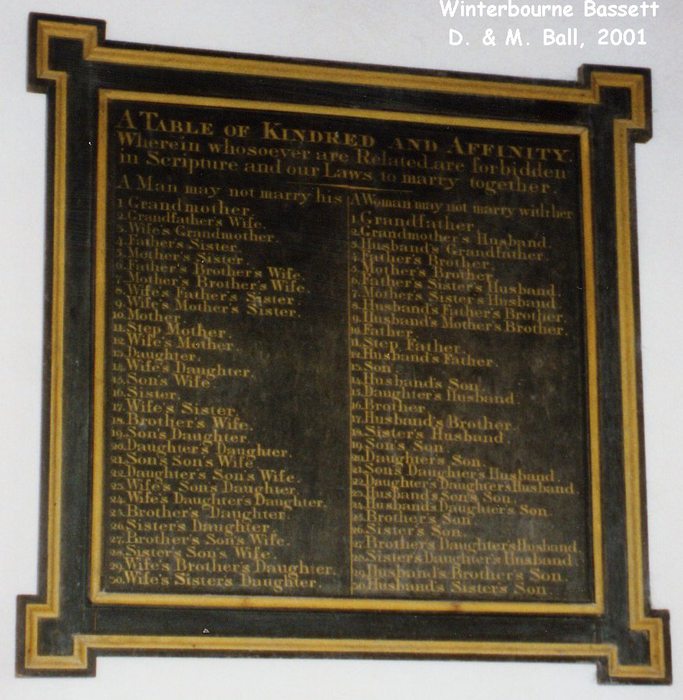 Winterbourne Bassett
D. & M. Ball, 2001
A TABLE OF KINDRED AND AFFINITY.
Wherein whosoever are Related are forbidden
in Scripture and our Laws to marry together.
A Man may not marry his
1. Grandmother.
2. Grandfather's Wife.
3. Wife's Grandmother.
4. Father's Sister.
5. Mother's Sister.
6. Father's Brother's Wife.
7. Mother's Brother's Wife.
8. Wife's Father's Sister.
9. Wife's Mother's Sister.
10. Mother.
11. Step Mother.
12. Wife's Mother.
13. Daughter.
14. Wife's Daughter.
15. Son's Wife.
16. Sister.
17. Wife's Sister.
18. Brother's Wife.
19. Son's Daughter.
20. Daughter's Daughter.
21. Son's Son's Wife
22. Daughter's Son's Wife.
23. Wife's Son's Daughter.
24. Wife's Daughter's Daughter.
25. Brother's Daughter.
26. Sister's Daughter.
27. Brother's Son's Wife.
28. Sister's Son's Wife.
29. Wife's Brother's Daughter.
30. Wife's Sister's Daughter.
A Woman may not marry with her
1. Grandfather.
2. Grandmother's Husband.
3. Husband's Grandfather.
4. Father's Brother.
5. Mother's Brother.
6. Father's Sister's Husband.
7. Mother's Sister's Husband.
8. Husband's Father's Brother.
9. Husband's Mother's Brother.
10. Father.
11. Step Father.
12. Husband's Father.
13. Son.
14. Husband's Son.
15. Daughter's Husband.
16. Brother.
17. Husband's Brother.
18. Sister's Husband.
19. Son's Son.
20. Daughter's Son.
21. Son's Daughter's Husband.
22. Daughter's Daughter's Husband.
23. Husband's Son's Son.
24. Husband's Daughter's Son.
25. Brother's Son.
26. Sister's Son.
27. Brother's Daughter's Husband.
28. Sister's Daughter's Husband.
29. Husband's Brother's Son.
30. Husband's Sister's Son.